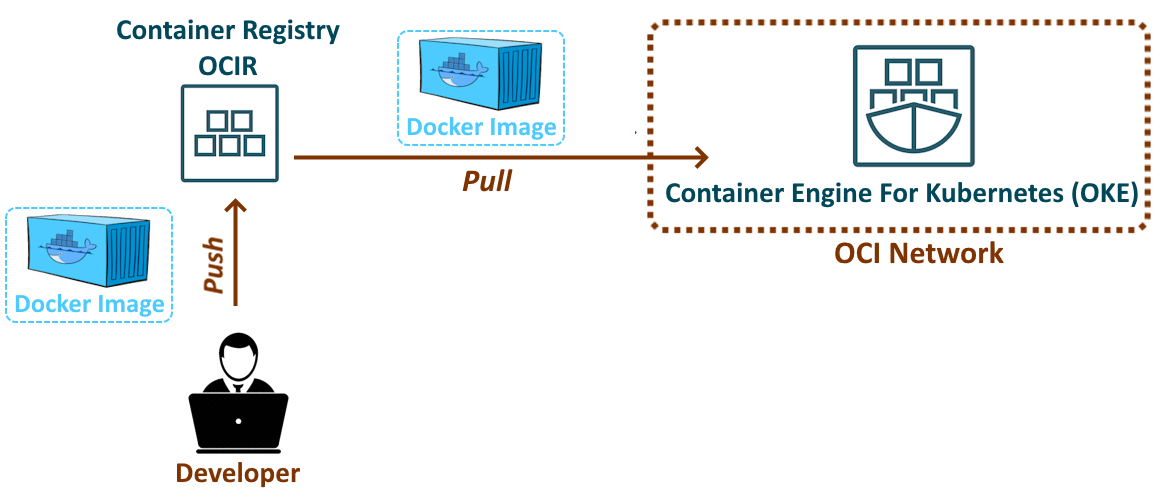 Container Registry
OCIR
Docker Image
Pull
Container Engine For Kubernetes (OKE)
OCI Network
Docker Image
Push
Developer